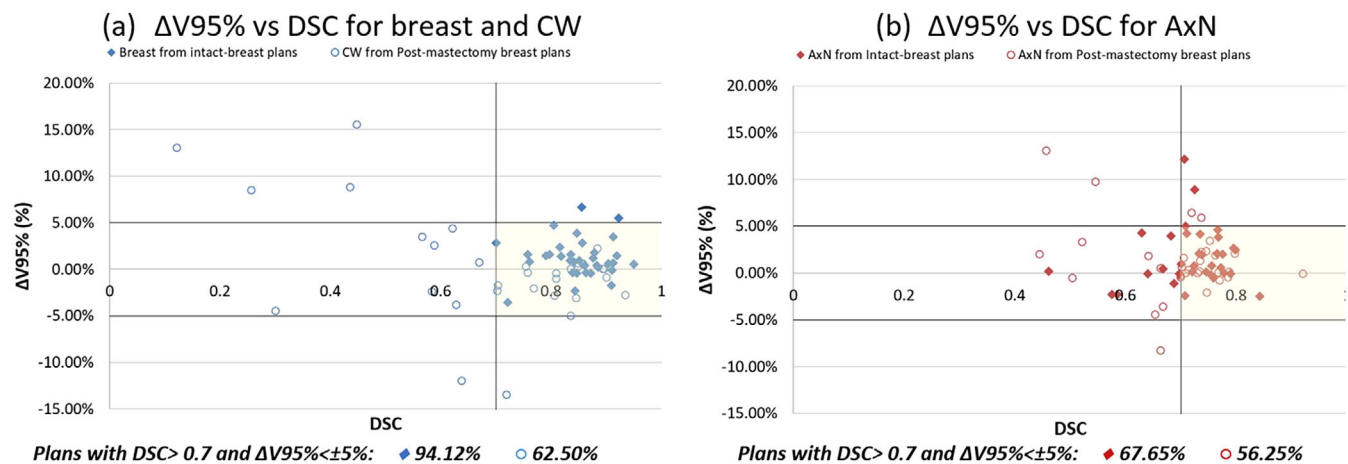 (a) ΔV95% vs DSC for breast and CW
Breast from intact-breast plans CW from Post-mastectomy breast plans
20.00%
15.00%
10.00%
5.00%
0.00%
-5.00%
-10.00%
-15.00%
ΔV95% (%)
0 0.2 0.4 0.6 0.8 1
DSC
Plans with DSC> 0.7 and ΔV95%<±5%: 94.12% 62.50%
(b) ΔV95% vs DSC for AxN
AxN from Intact-breast plans AxN from Post-mastectomy breast plans
20.00%
15.00%
10.00%
5.00%
0.00%
-5.00%
-10.00%
-15.00%
ΔV95% (%)
0 0.2 0.4 0.6 0.8
DSC
Plans with DSC> 0.7 and ΔV95%<±5%: 67.65% 56.25%